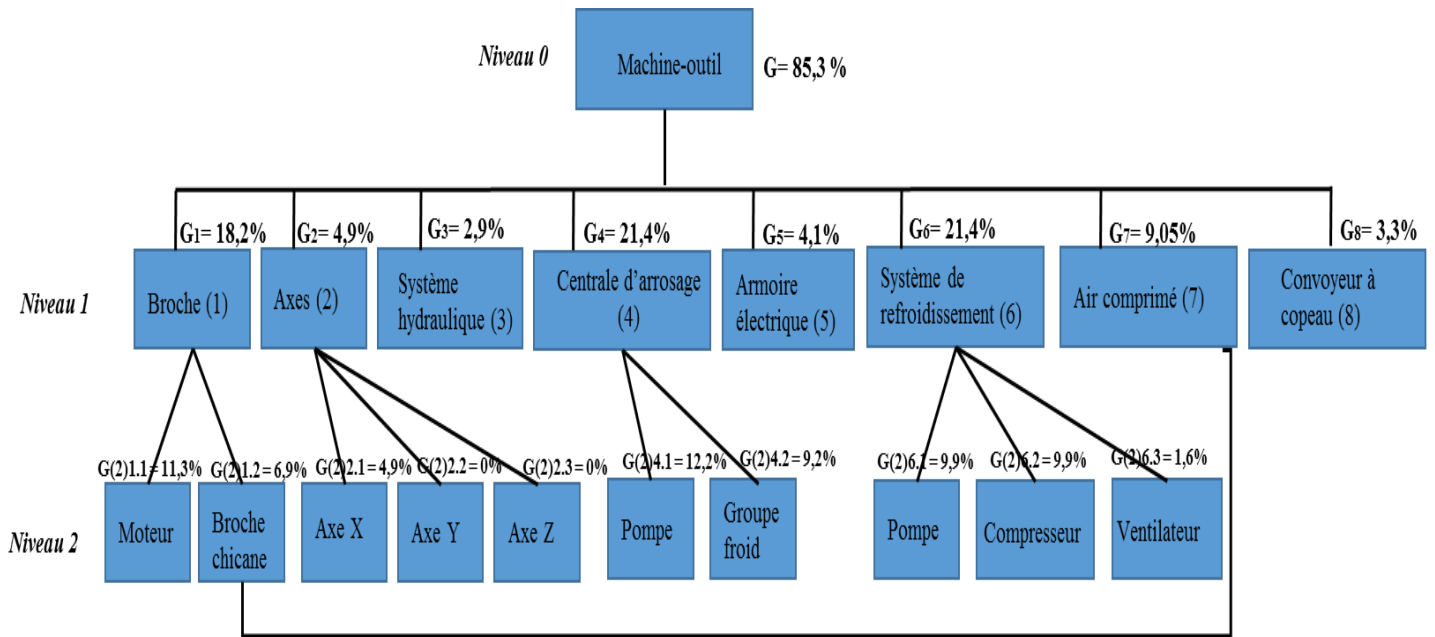 Niveau 0
Machine-outil
G= 85,3 %
G1= 18,2%
G2= 4,9%
G3= 2,9%
G4= 21,4%
G5= 4,1%
G6= 21,4%
G7= 9,05%
G8= 3,3%
Niveau 1
Broche (1)
Axes (2)
Système
hydraulique (3)
Centrale d’arrosage
(4)
Armoire
électrique (5)
Système de
refroidissement (6)
Air comprimé (7)
Convoyeur à
copeau (8)
G(2)1.1= 11,3%
G(2)1.2= 6,9%
G(2)2.1= 4,9%
G(2)2.2= 0%
G(2)2.3= 0%
G(2)4.1= 12,2%
G(2)4.2= 9,2%
G(2)6.1= 9,9%
G(2)6.2= 9,9%
G(2)6.3= 1,6%
Niveau 2
Moteur
Broche
chicane
Axe X
Axe Y
Axe Z
Pompe
Groupe
froid
Pompe
Compresseur
Ventilateur